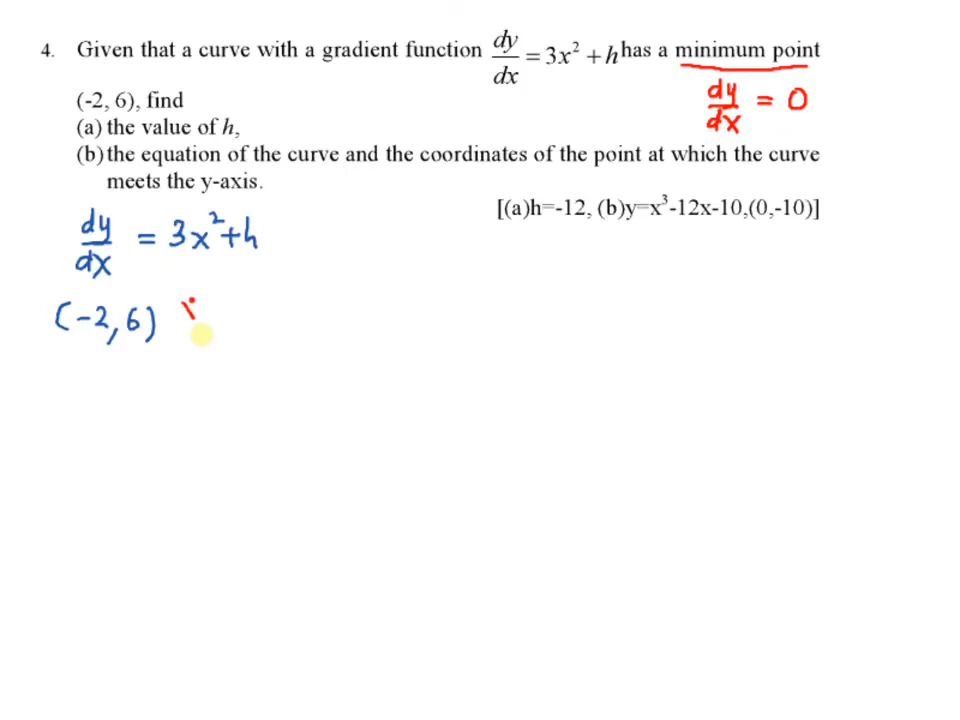 4. Given that a curve with a gradient function dy/dx = 3x² + h has a minimum point
dy/dx = 0
(-2, 6), find
(a) the value of h,
(b) the equation of the curve and the coordinates of the point at which the curve
meets the y-axis.
[(a)h=-12, (b)y=x³-12x-10,(0,-10)]
dy/dx = 3x²+h
(-2, 6)